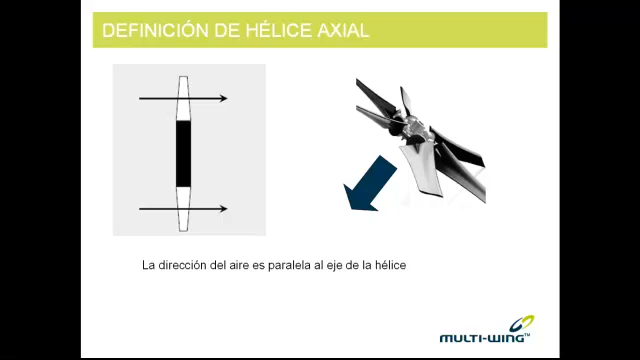 DEFINICIÓN DE HÉLICE AXIAL
La dirección del aire es paralela al eje de la hélice
MULTI-WING™